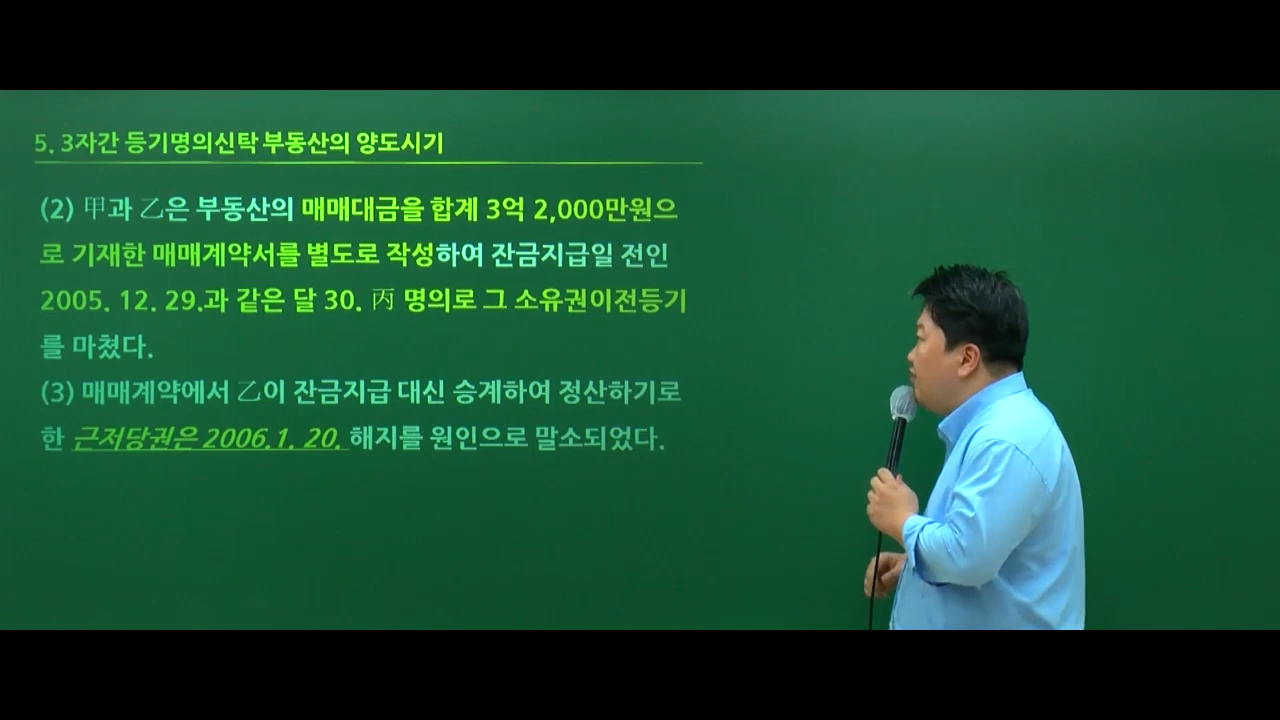 5. 3자간 등기명의신탁 부동산의 양도시기
(2) 甲과 乙은 부동산의 매매대금을 합계 3억 2,000만원으
로 기재한 매매계약서를 별도로 작성하여 잔금지급일 전인
2005. 12. 29.과 같은 달 30. 丙 명의로 그 소유권이전등기
를 마쳤다.
(3) 매매계약에서 乙이 잔금지급 대신 승계하여 정산하기로
한 근저당권은 2006.1. 20. 해지를 원인으로 말소되었다.